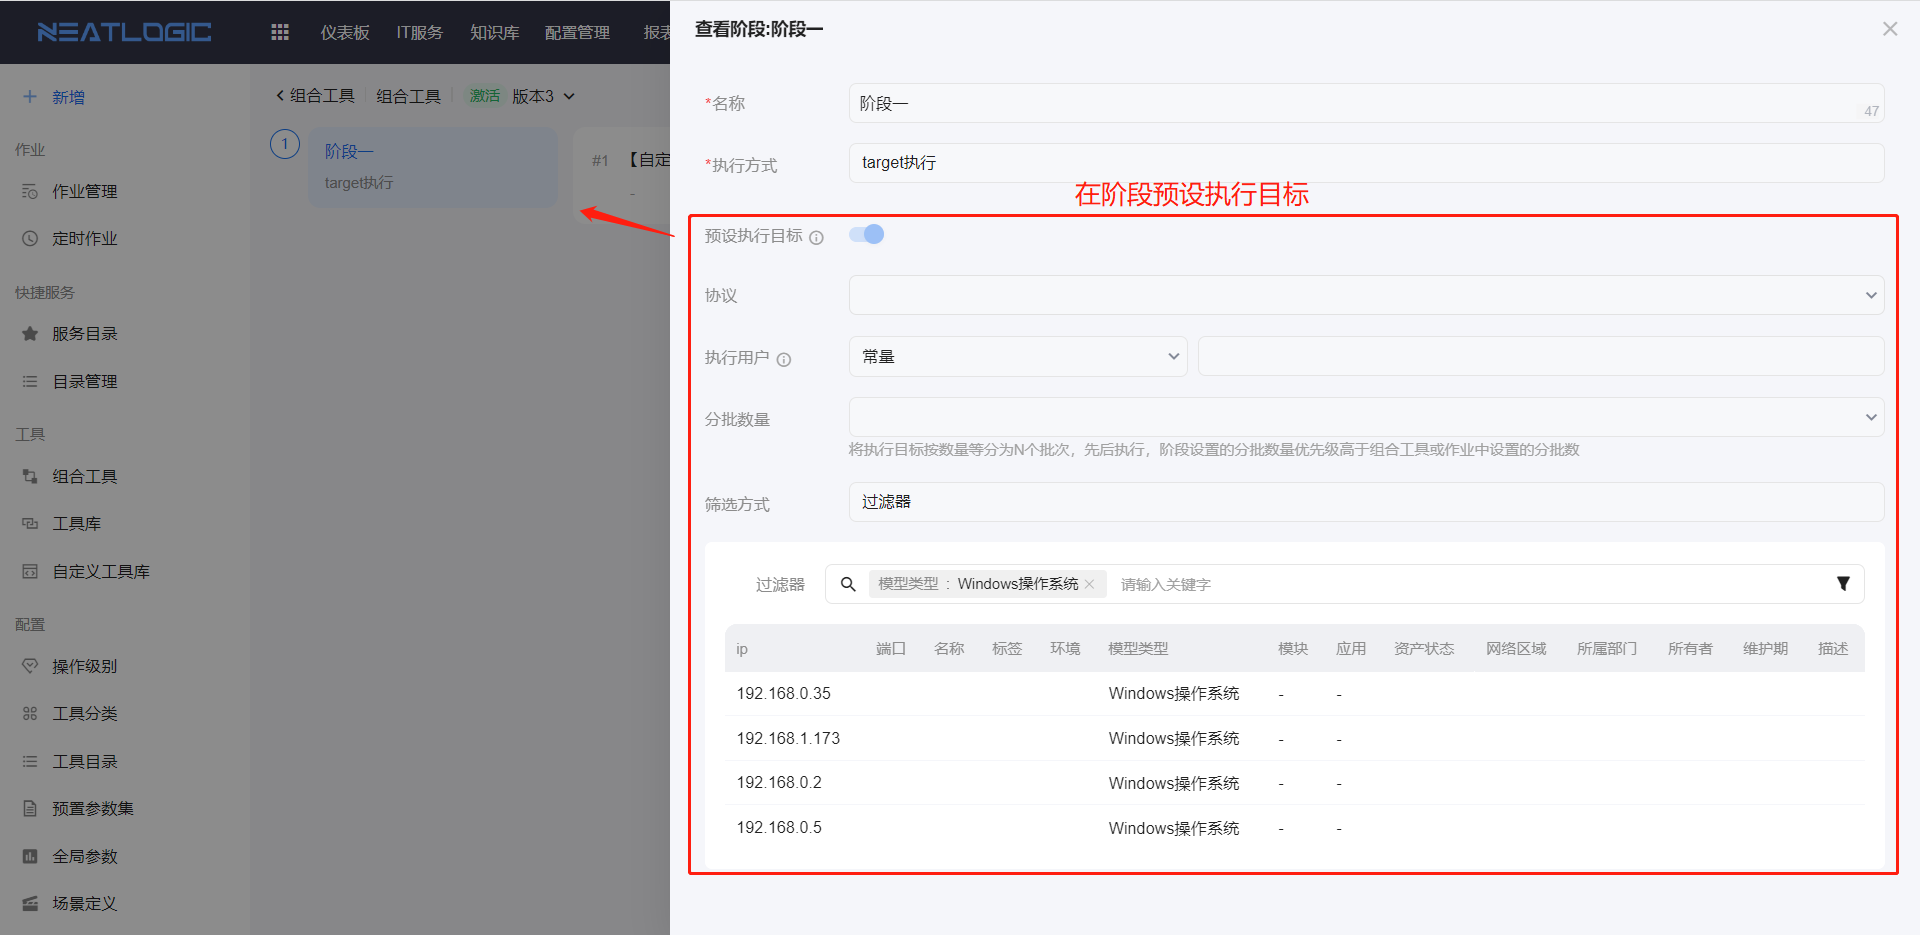 NEATLOGIC
仪表板 IT服务 知识库 配置管理 报表
新增
作业
作业管理
定时作业
快捷服务
服务目录
目录管理
工具
组合工具
工具库
自定义工具库
配置
操作级别
工具分类
工具目录
预置参数集
全局参数
场景定义
组合工具 组合工具 激活 版本3
1
阶段一
target执行
#1 【自定
-
查看阶段:阶段一
*名称 阶段一 47
*执行方式 target执行
在阶段预设执行目标
预设执行目标
协议
执行用户 常量
分批数量
将执行目标按数量等分为N个批次，先后执行，阶段设置的分批数量优先级高于组合工具或作业中设置的分批数
筛选方式 过滤器
过滤器 模型类型 : Windows操作系统 请输入关键字
ip 端口 名称 标签 环境 模型类型 模块 应用 资产状态 网络区域 所属部门 所有者 维护期 描述
192.168.0.35 Windows操作系统 - -
192.168.1.173 Windows操作系统 - -
192.168.0.2 Windows操作系统 - -
192.168.0.5 Windows操作系统 - -